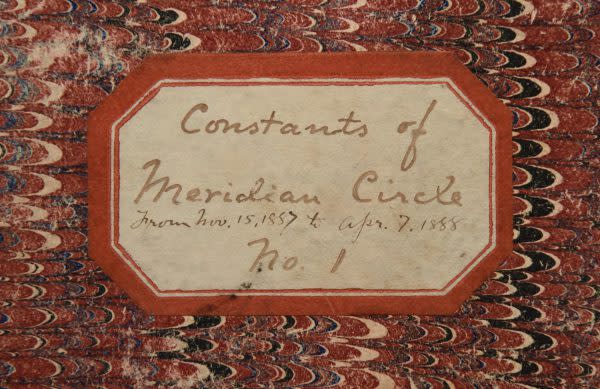 Constants of
Meridian Circle
From Nov. 15, 1887 to Apr. 7. 1888
No. 1